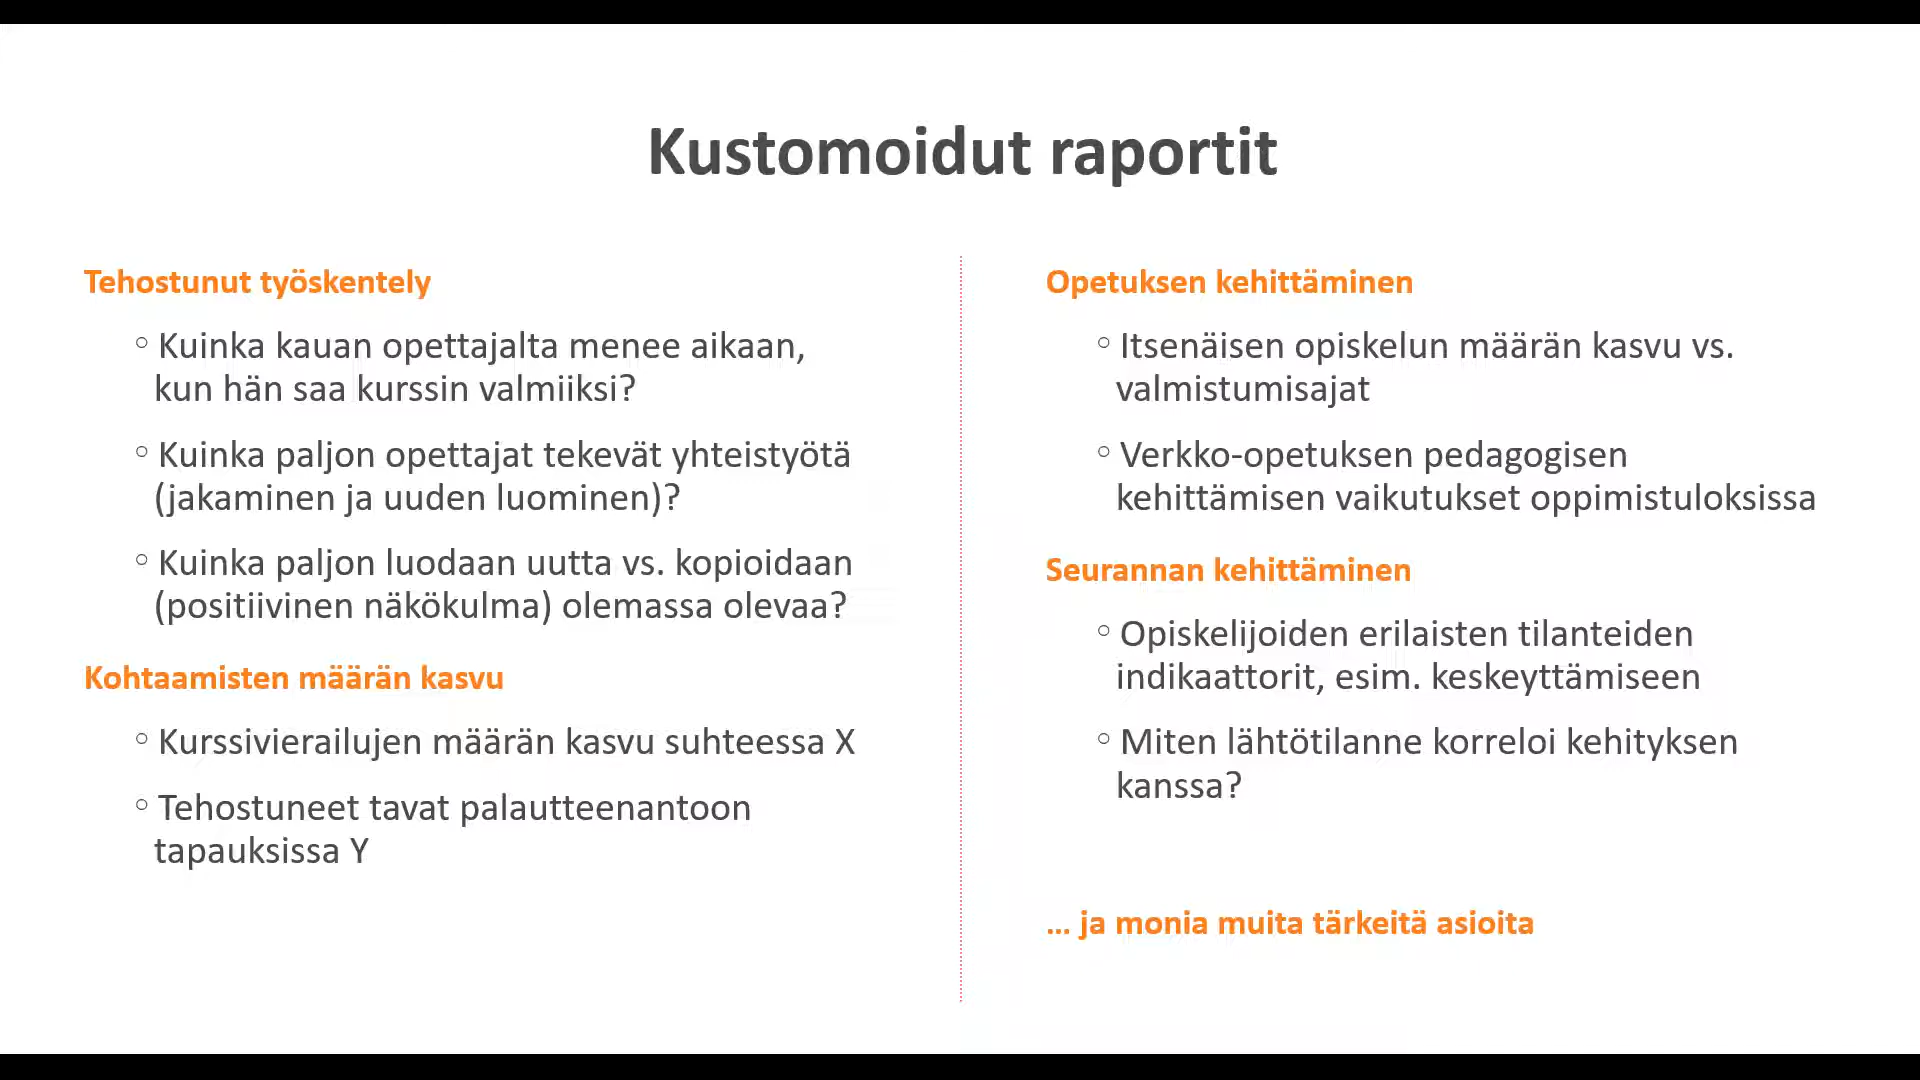 Kustomoidut raportit
Tehostunut työskentely
◦ Kuinka kauan opettajalta menee aikaan,
kun hän saa kurssin valmiiksi?
◦ Kuinka paljon opettajat tekevät yhteistyötä
(jakaminen ja uuden luominen)?
◦ Kuinka paljon luodaan uutta vs. kopioidaan
(positiivinen näkökulma) olemassa olevaa?
Kohtaamisten määrän kasvu
◦ Kurssivierailujen määrän kasvu suhteessa X
◦ Tehostuneet tavat palautteenantoon
tapauksissa Y
Opetuksen kehittäminen
◦ Itsenäisen opiskelun määrän kasvu vs.
valmistumisajat
◦ Verkko-opetuksen pedagogisen
kehittämisen vaikutukset oppimistuloksissa
Seurannan kehittäminen
◦ Opiskelijoiden erilaisten tilanteiden
indikaattorit, esim. keskeyttämiseen
◦ Miten lähtötilanne korreloi kehityksen
kanssa?
... ja monia muita tärkeitä asioita